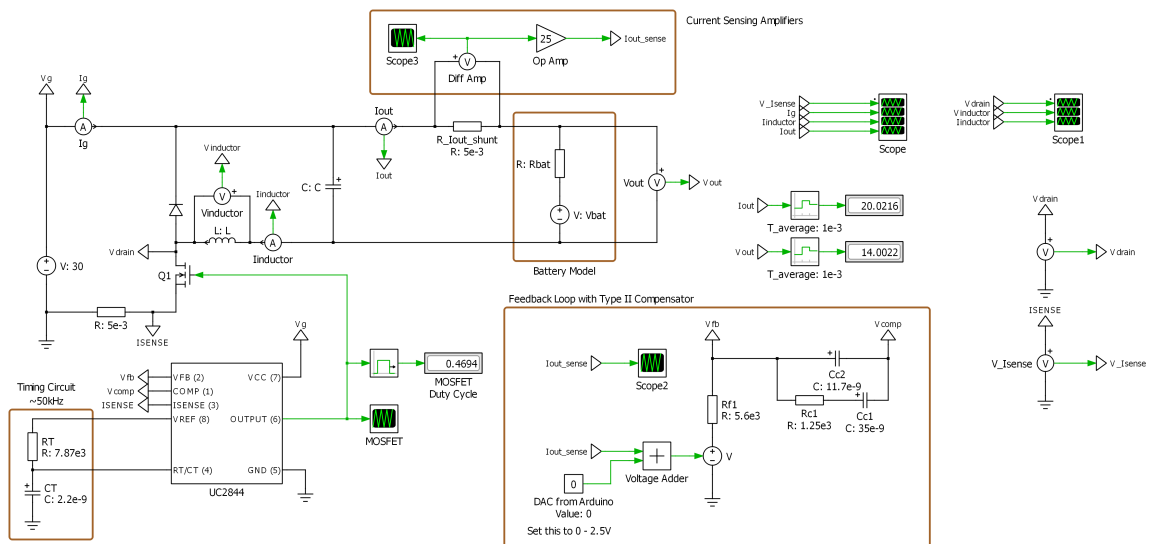 Current Sensing Amplifiers
Scope3
25
Op Amp
Iout_sense
V
Diff Amp
Vg
Ig
A
Ig
Iout
A
Iout
R_Iout_shunt
R: 5e-3
V_Isense
Ig
Iinductor
Iout
Scope
Vdrain
Vinductor
Iinductor
Scope1
Vinductor
V
Vinductor
Iinductor
A
Iinductor
L: L
C: C
R: Rbat
V: Vbat
Battery Model
Vout
V
Vout
Iout
20.0216
T_average: 1e-3
Vout
14.0022
T_average: 1e-3
Vdrain
V
Vdrain
Vdrain
Q1
V: 30
R: 5e-3
ISENSE
ISENSE
V_Isense
V
V_Isense
Feedback Loop with Type II Compensator
Vg
Vfb
Vcomp
ISENSE
VFB (2)
COMP (1)
ISENSE (3)
VREF (8)
RT/CT (4)
VCC (7)
OUTPUT (6)
GND (5)
UC2844
Timing Circuit
~50kHz
RT
R: 7.87e3
CT
C: 2.2e-9
0.4694
MOSFET
Duty Cycle
MOSFET
Vfb
Vcomp
Iout_sense
Scope2
Cc2
C: 11.7e-9
Rc1
R: 1.25e3
Cc1
C: 35e-9
Rf1
R: 5.6e3
Iout_sense
Voltage Adder
V
0
DAC from Arduino
Value: 0
Set this to 0 - 2.5V